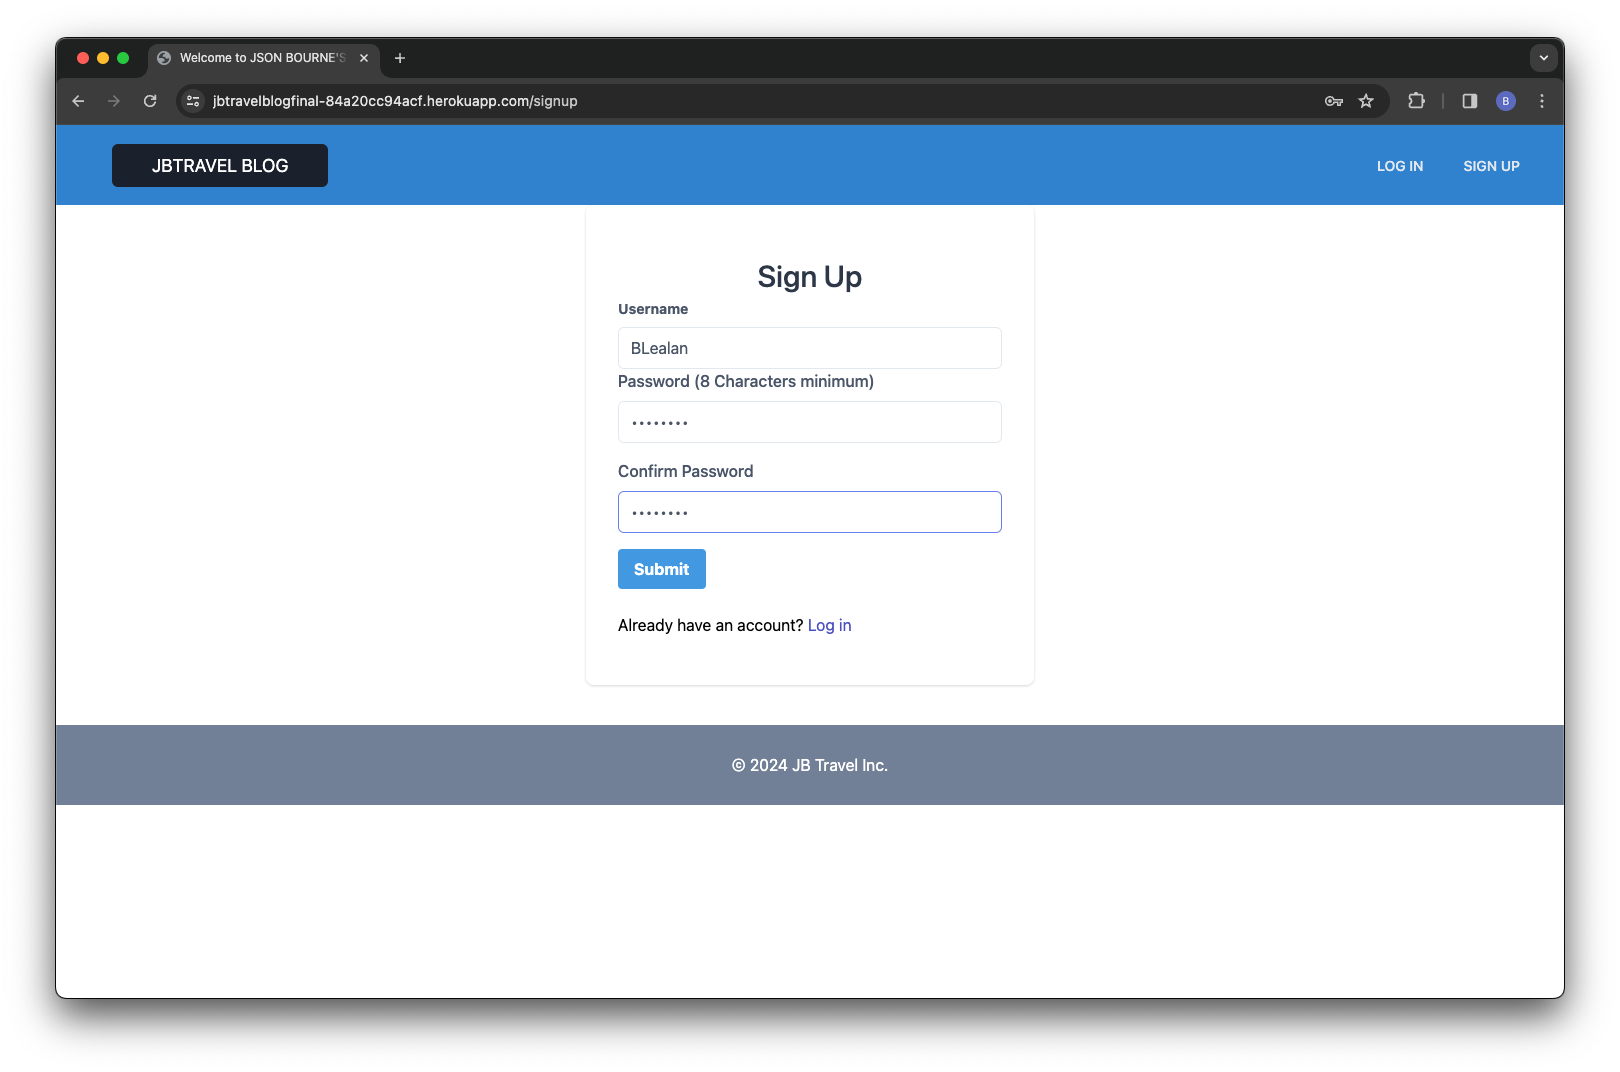 Welcome to JSON BOURNE'S
jbtravelblogfinal-84a20cc94acf.herokuapp.com/signup
B
JBTRAVEL BLOG
LOG IN
SIGN UP
Sign Up
Username
BLealan
Password (8 Characters minimum)
••••••••
Confirm Password
••••••••
Submit
Already have an account? Log in
© 2024 JB Travel Inc.